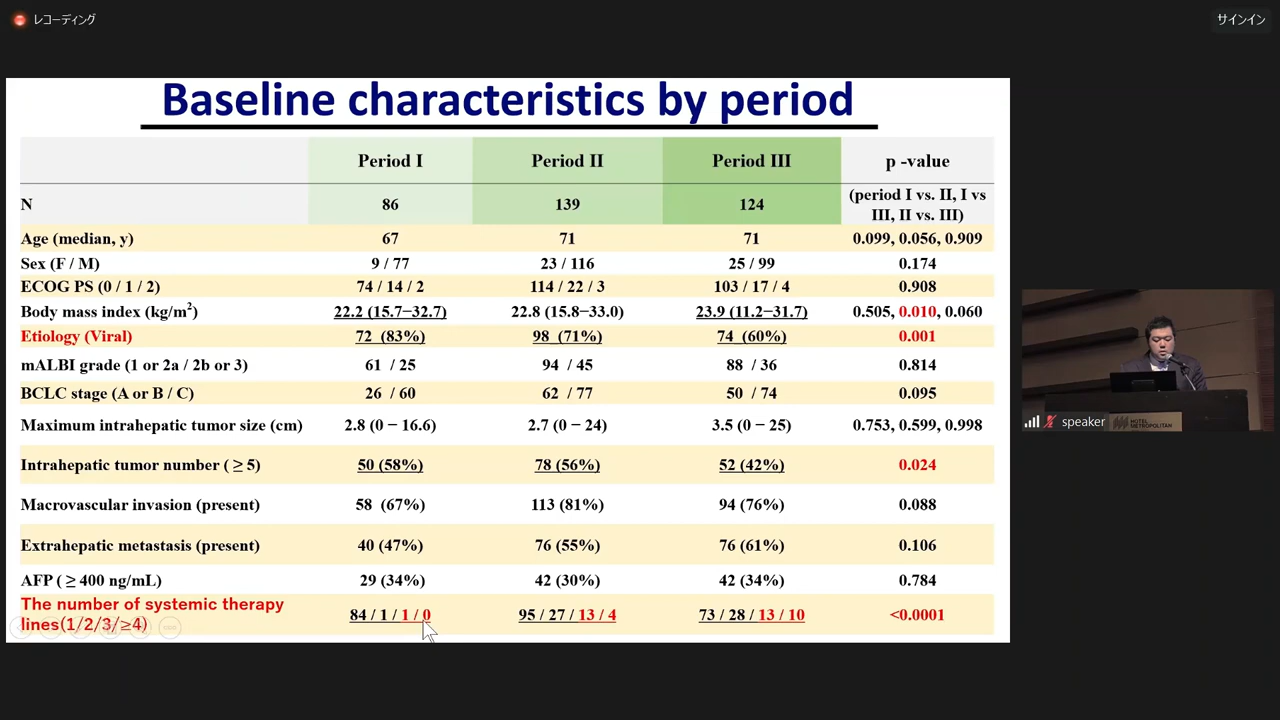 レコーディング
サインイン
Baseline characteristics by period
Period I Period II Period III p -value
N 86 139 124 (period I vs. II, I vs III, II vs. III)
Age (median, y) 67 71 71 0.099, 0.056, 0.909
Sex (F / M) 9 / 77 23 / 116 25 / 99 0.174
ECOG PS (0 / 1 / 2) 74 / 14 / 2 114 / 22 / 3 103 / 17 / 4 0.908
Body mass index (kg/m2) 22.2 (15.7−32.7) 22.8 (15.8−33.0) 23.9 (11.2−31.7) 0.505, 0.010, 0.060
Etiology (Viral) 72 (83%) 98 (71%) 74 (60%) 0.001
mALBI grade (1 or 2a / 2b or 3) 61 / 25 94 / 45 88 / 36 0.814
BCLC stage (A or B / C) 26 / 60 62 / 77 50 / 74 0.095
Maximum intrahepatic tumor size (cm) 2.8 (0 − 16.6) 2.7 (0 − 24) 3.5 (0 − 25) 0.753, 0.599, 0.998
Intrahepatic tumor number ( ≥ 5) 50 (58%) 78 (56%) 52 (42%) 0.024
Macrovascular invasion (present) 58 (67%) 113 (81%) 94 (76%) 0.088
Extrahepatic metastasis (present) 40 (47%) 76 (55%) 76 (61%) 0.106
AFP ( ≥ 400 ng/mL) 29 (34%) 42 (30%) 42 (34%) 0.784
The number of systemic therapy
lines(1/2/3/≥4) 84 / 1 / 1 / 0 95 / 27 / 13 / 4 73 / 28 / 13 / 10 <0.0001
speaker
HOTEL
METROPOLITAN